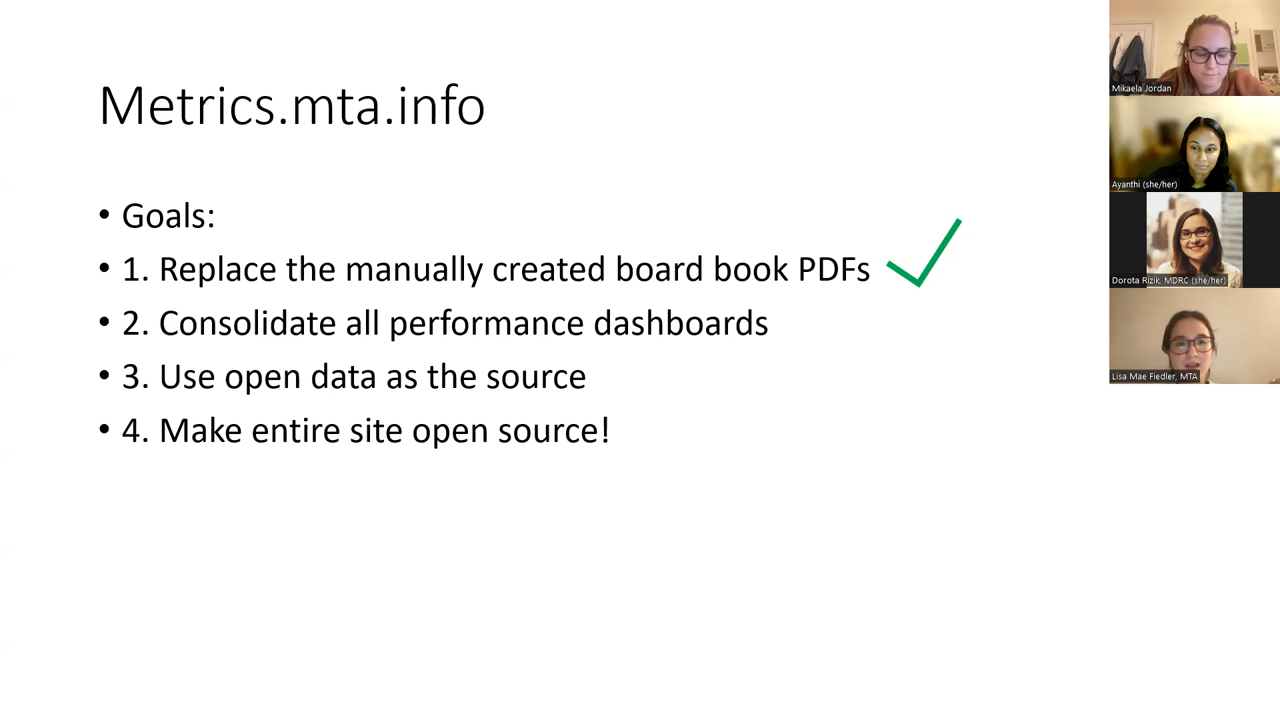 Metrics.mta.info
• Goals:
• 1. Replace the manually created board book PDFs
• 2. Consolidate all performance dashboards
• 3. Use open data as the source
• 4. Make entire site open source!
Mikaela Jordan
Ayanthi (she/her)
Dorota Rizik, MDRC (she/her)
Lisa Mae Fiedler, MTA